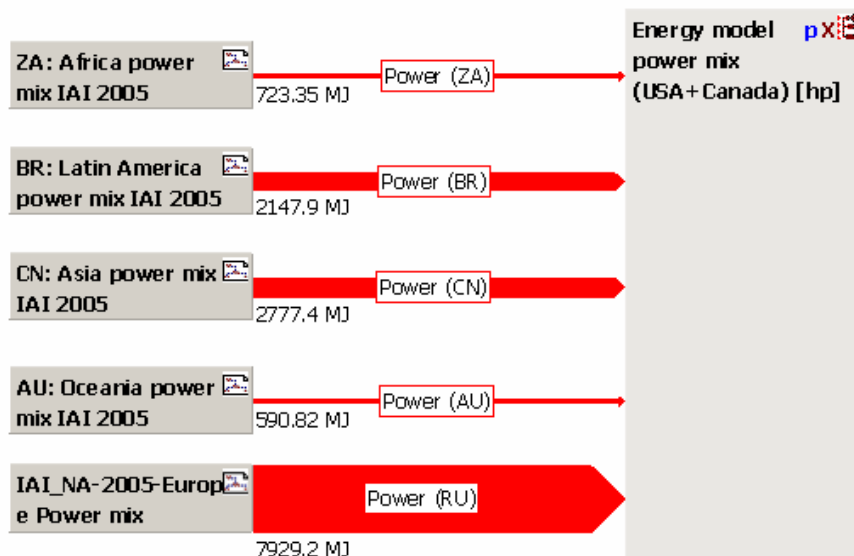 ZA: Africa power
mix IAI 2005
723.35 MJ
Power (ZA)
BR: Latin America
power mix IAI 2005
2147.9 MJ
Power (BR)
CN: Asia power mix
IAI 2005
2777.4 MJ
Power (CN)
AU: Oceania power
mix IAI 2005
590.82 MJ
Power (AU)
IAI_NA-2005-Europ
e Power mix
7929.2 MJ
Power (RU)
Energy model pX
power mix
(USA+Canada) [hp]